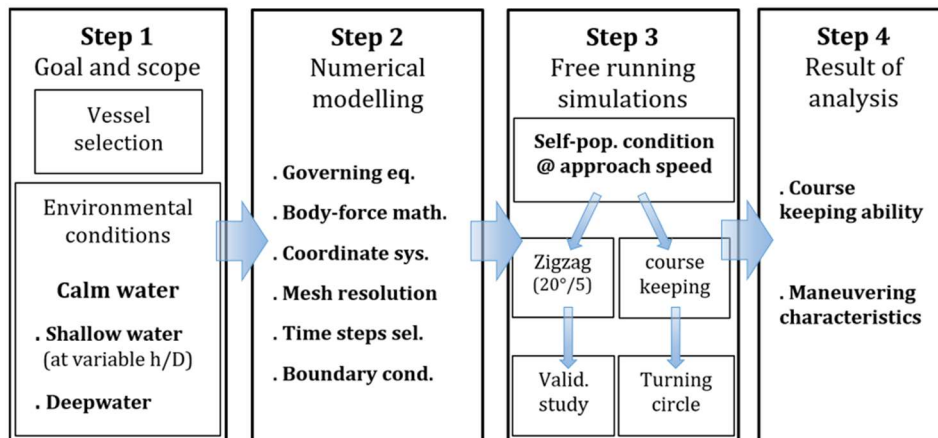 Step 1
Goal and scope
Vessel
selection
Environmental
conditions
Calm water
. Shallow water
(at variable h/D)
. Deepwater
Step 2
Numerical
modelling
. Governing eq.
. Body-force math.
. Coordinate sys.
. Mesh resolution
. Time steps sel.
. Boundary cond.
Step 3
Free running
simulations
Self-pop. condition
@ approach speed
Zigzag
(20°/5)
course
keeping
Valid.
study
Turning
circle
Step 4
Result of
analysis
. Course
keeping ability
. Maneuvering
characteristics